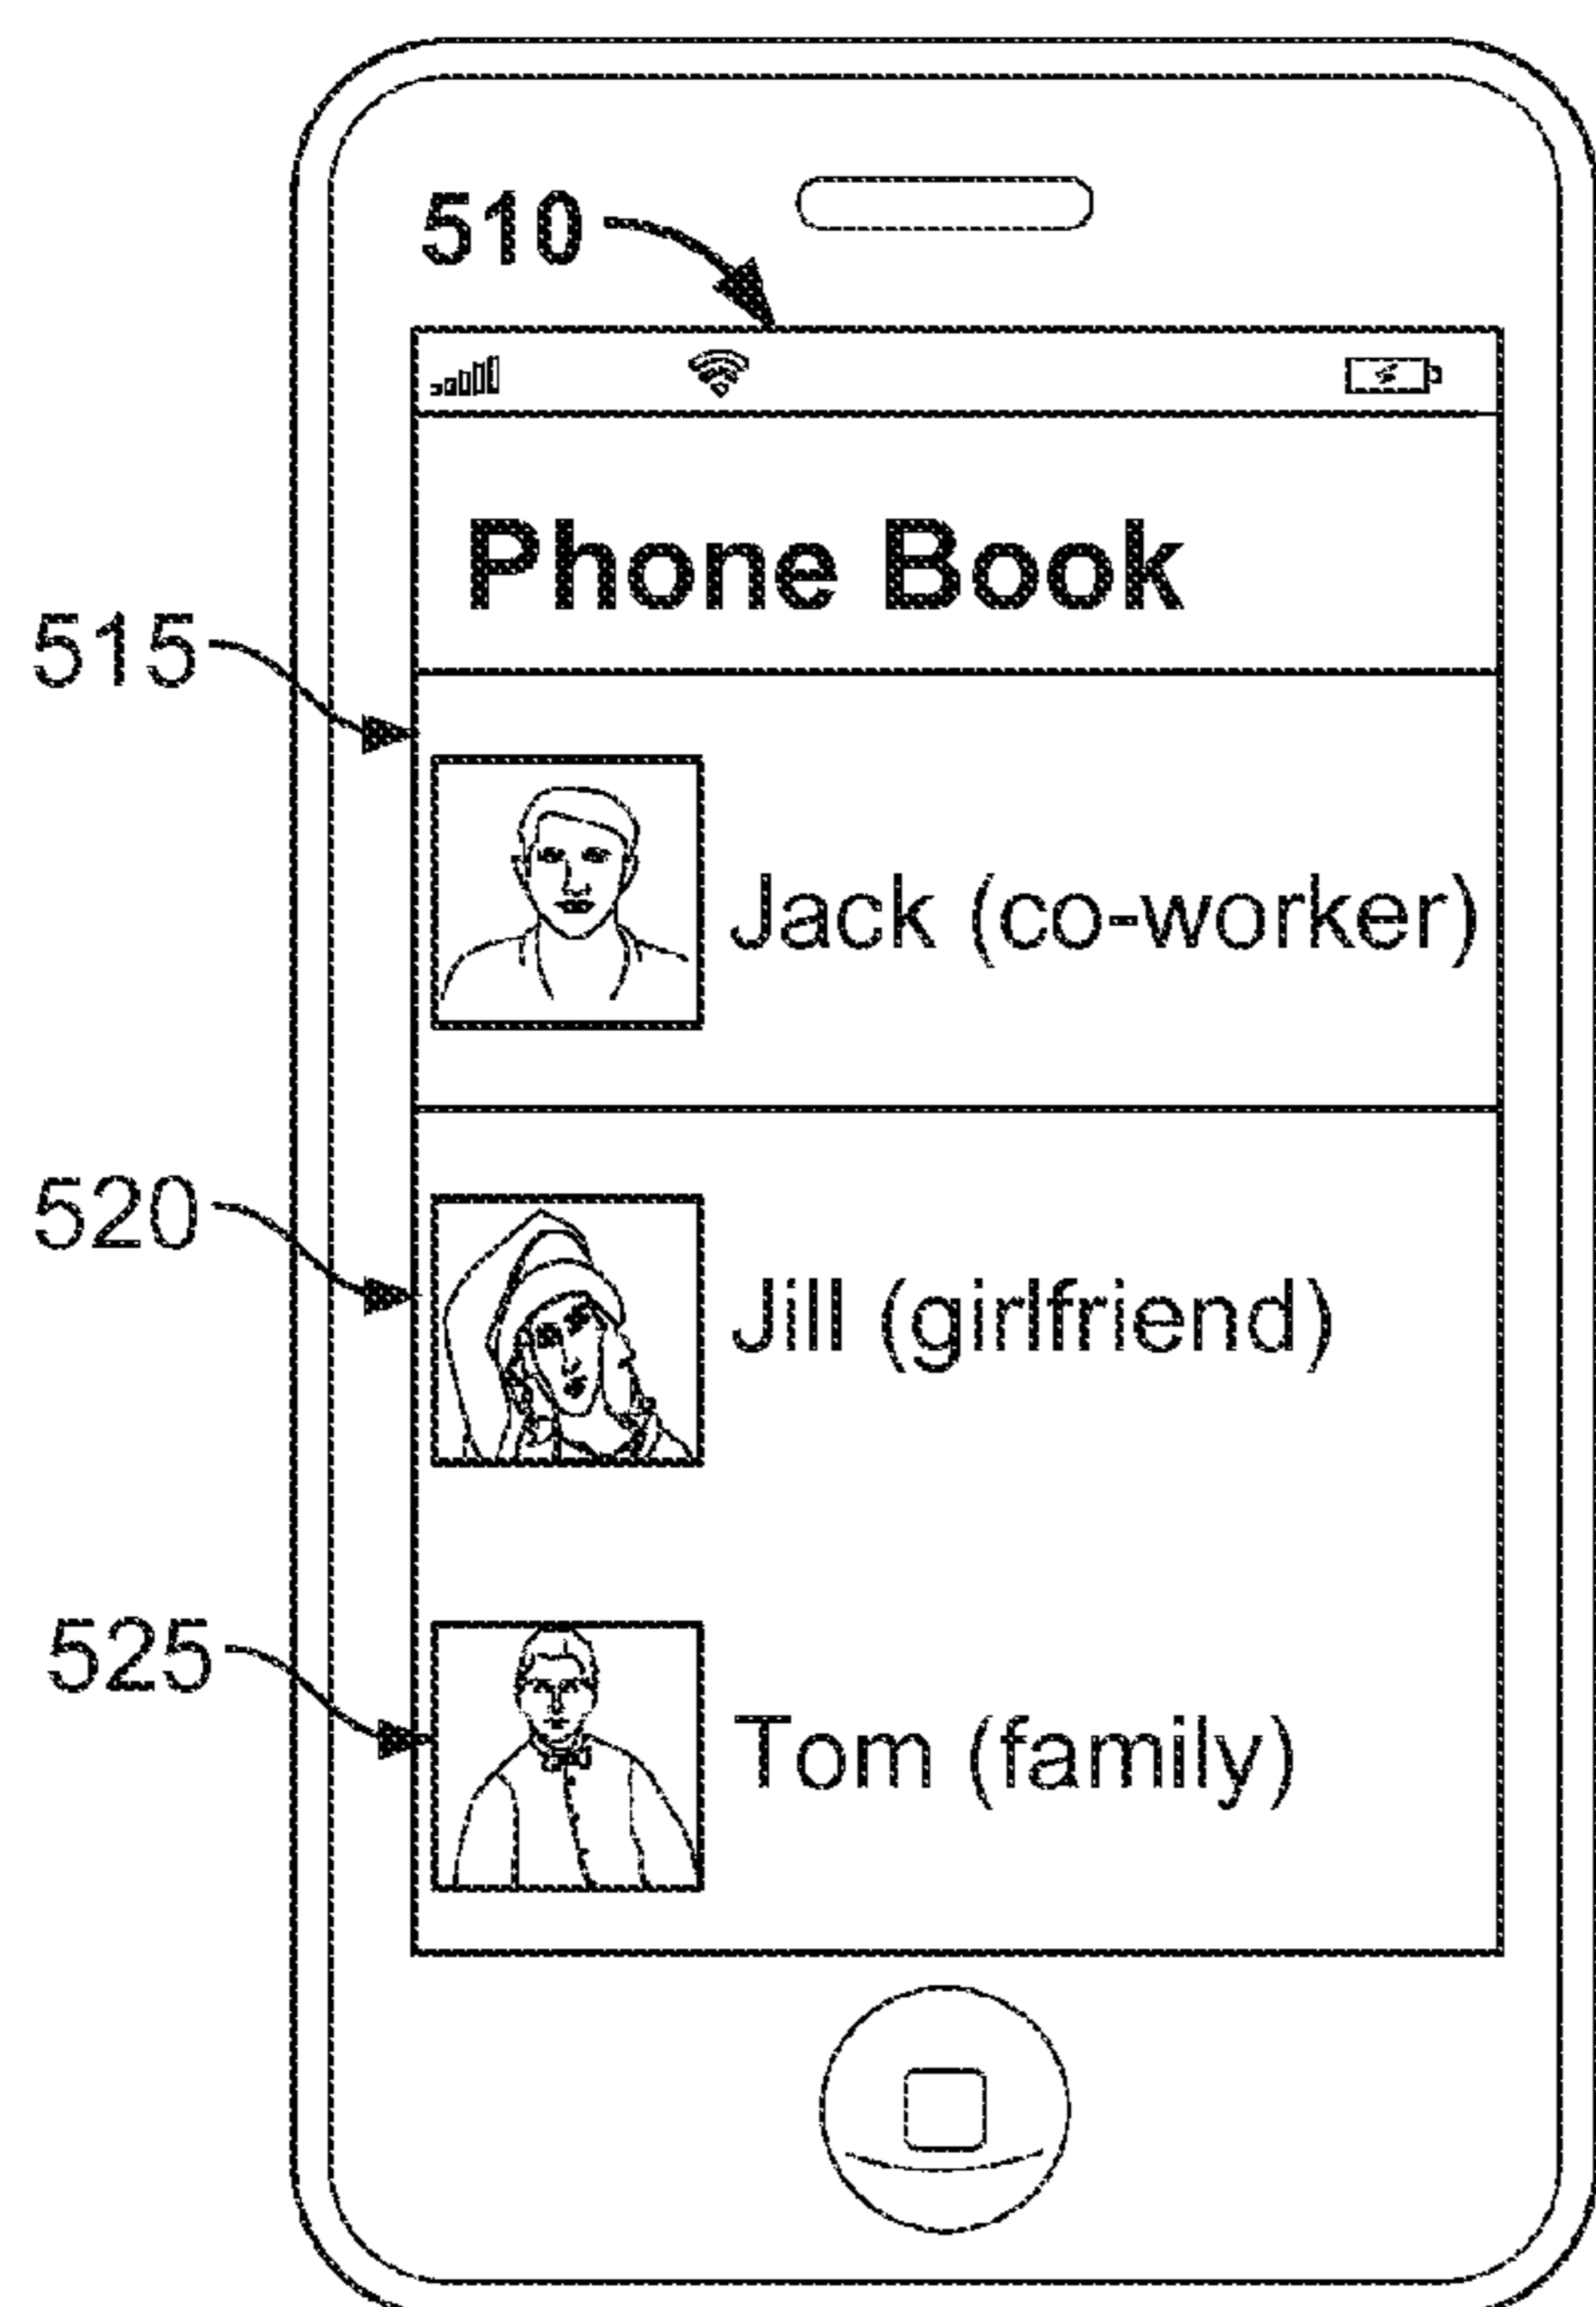 510
Phone Book
515
Jack (co-worker)
520
Jill (girlfriend)
525
Tom (family)